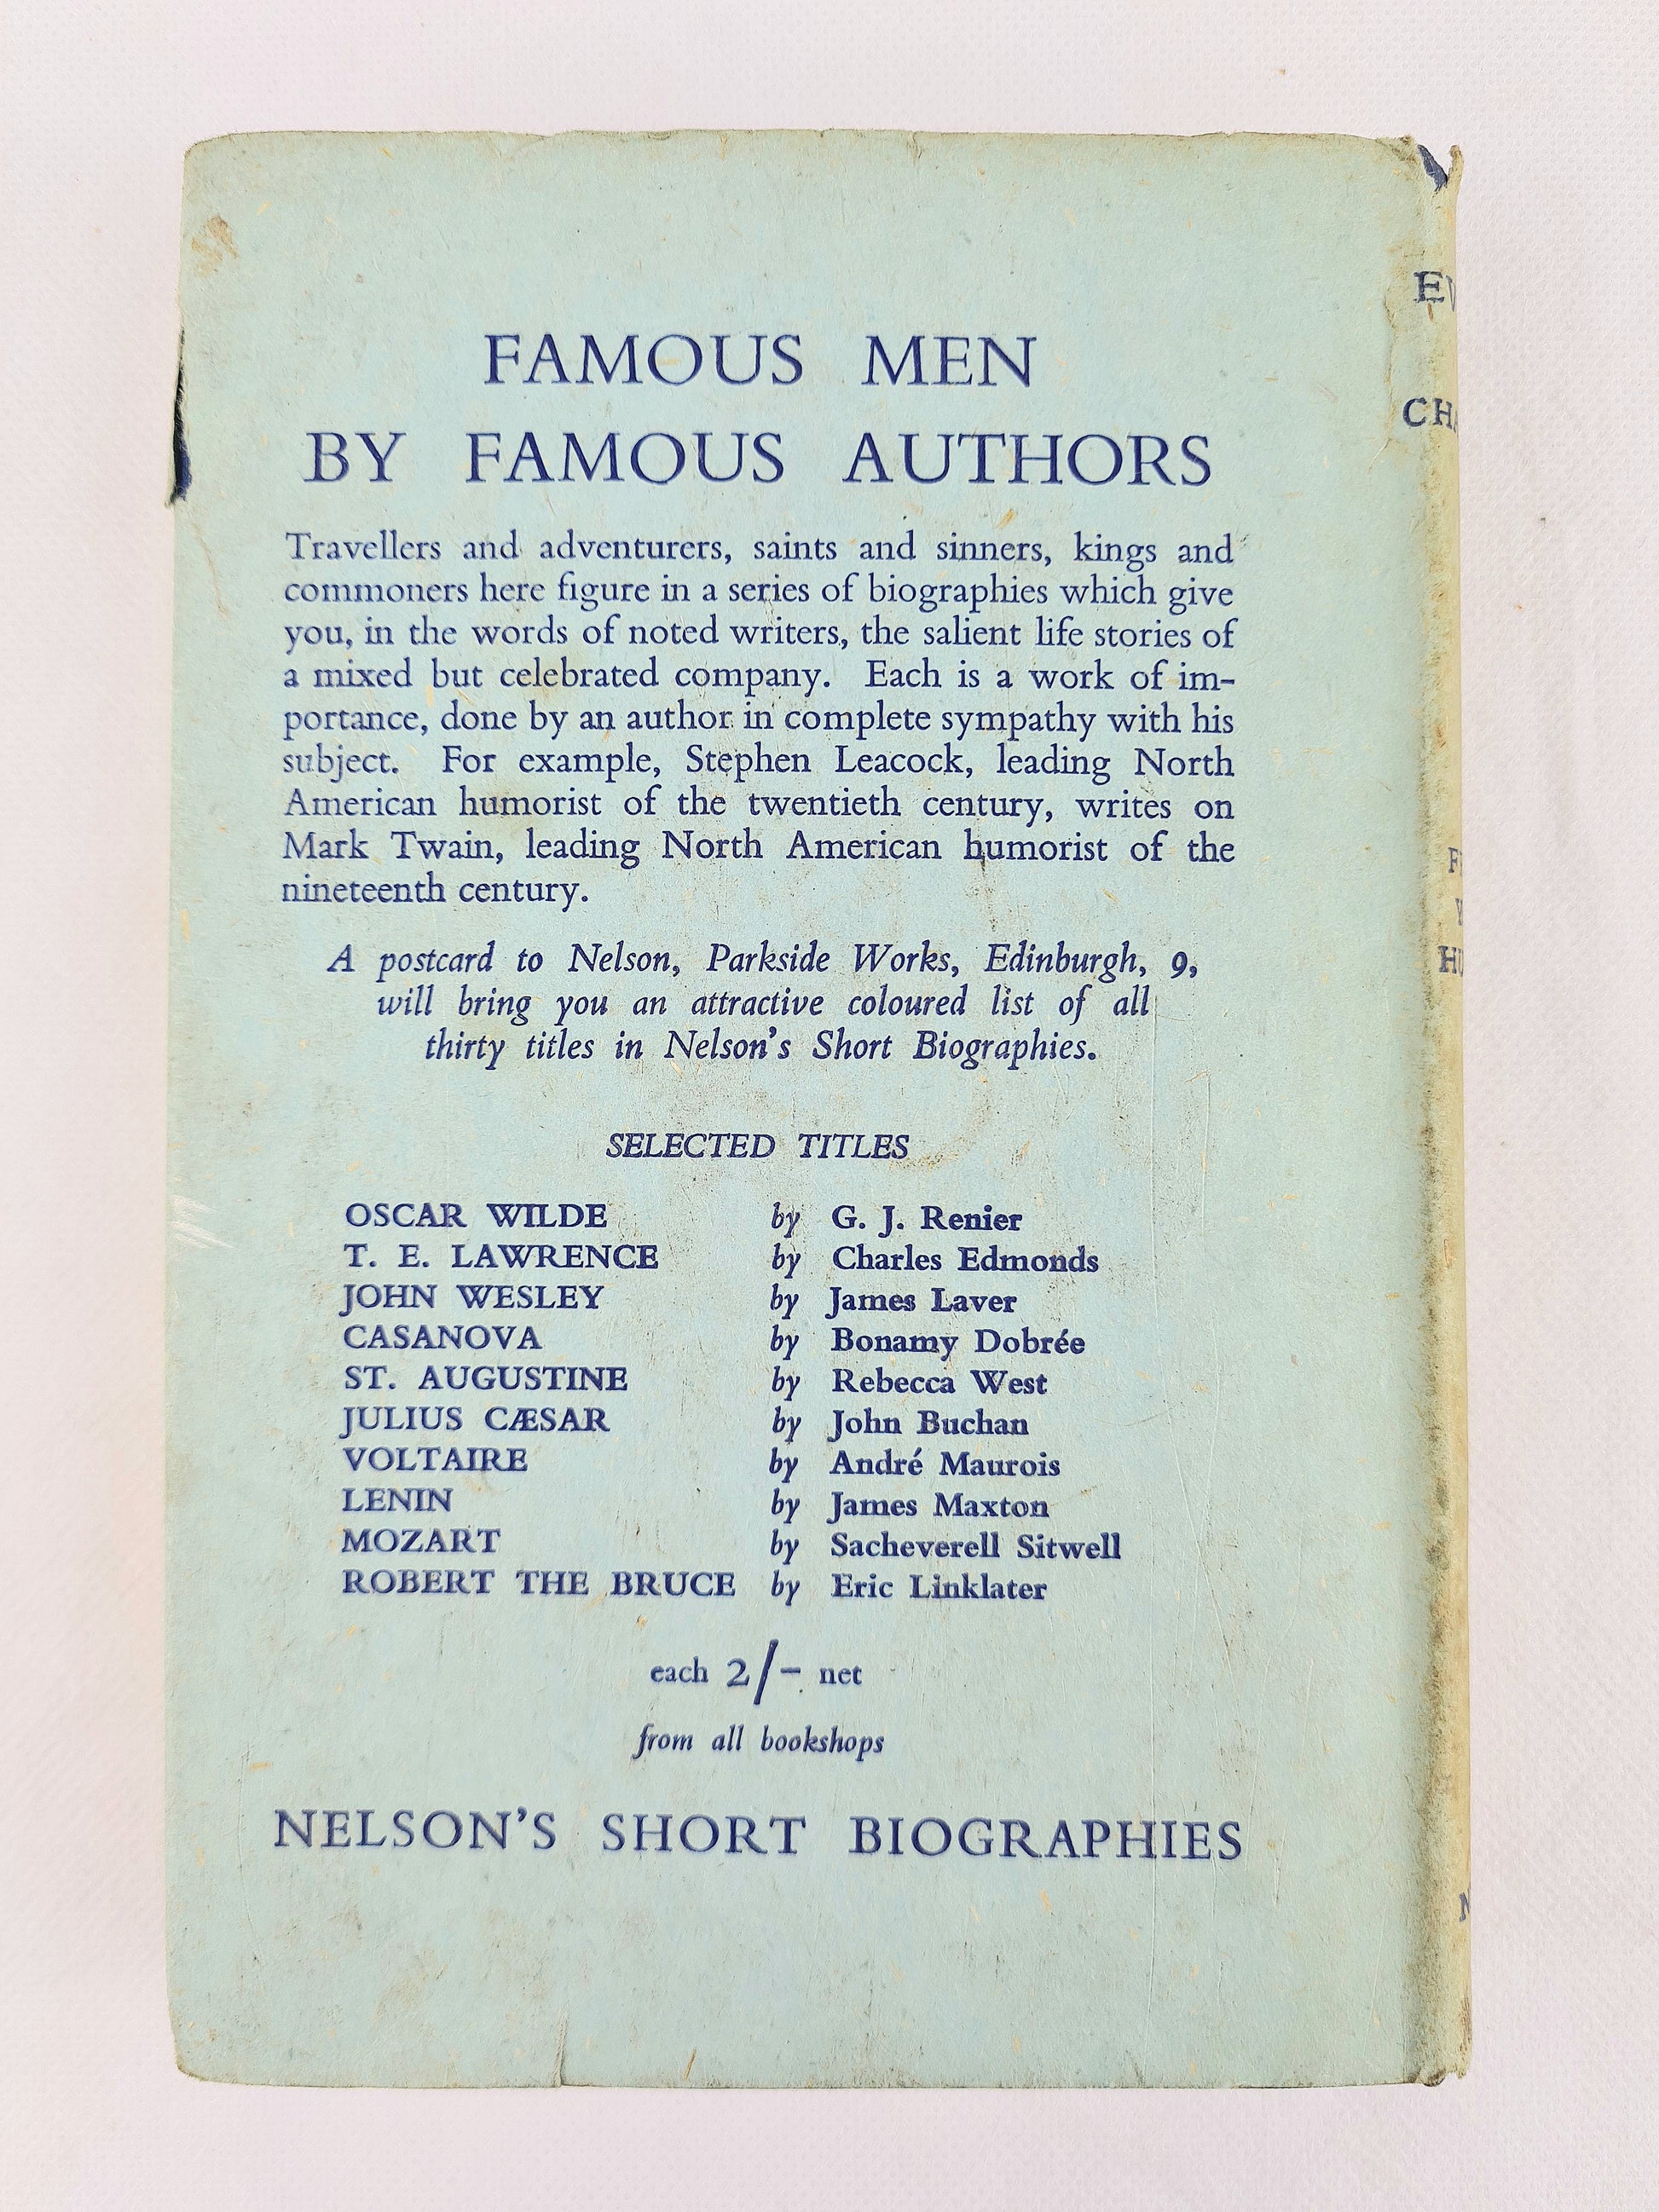 FAMOUS MEN
BY FAMOUS AUTHORS
Travellers and adventurers, saints and sinners, kings and
commoners here figure in a series of biographies which give
you, in the words of noted writers, the salient life stories of
a mixed but celebrated company. Each is a work of im-
portance, done by an author in complete sympathy with his
subject. For example, Stephen Leacock, leading North
American humorist of the twentieth century, writes on
Mark Twain, leading North American humorist of the
nineteenth century.
A postcard to Nelson, Parkside Works, Edinburgh, 9,
will bring you an attractive coloured list of all
thirty titles in Nelson's Short Biographies.
SELECTED TITLES
OSCAR WILDE by G. J. Renier
T. E. LAWRENCE by Charles Edmonds
JOHN WESLEY by James Laver
CASANOVA by Bonamy Dobrée
ST. AUGUSTINE by Rebecca West
JULIUS CÆSAR by John Buchan
VOLTAIRE by André Maurois
LENIN by James Maxton
MOZART by Sacheverell Sitwell
ROBERT THE BRUCE by Eric Linklater
each 2/- net
from all bookshops
NELSON'S SHORT BIOGRAPHIES